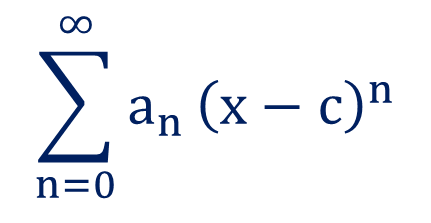 ∞
∑ aₙ (x − c)ⁿ
n=0